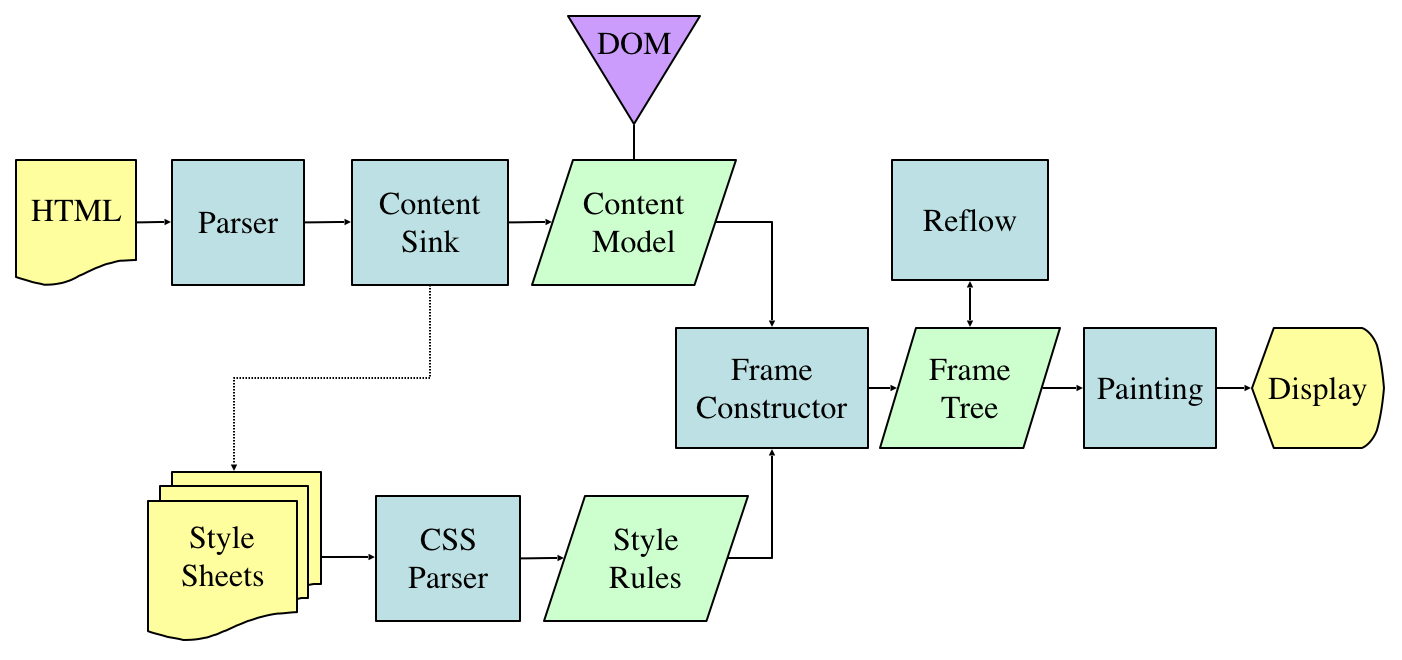 DOM
HTML
Parser
Content
Sink
Content
Model
Reflow
Frame
Constructor
Frame
Tree
Painting
Display
Style
Sheets
CSS
Parser
Style
Rules